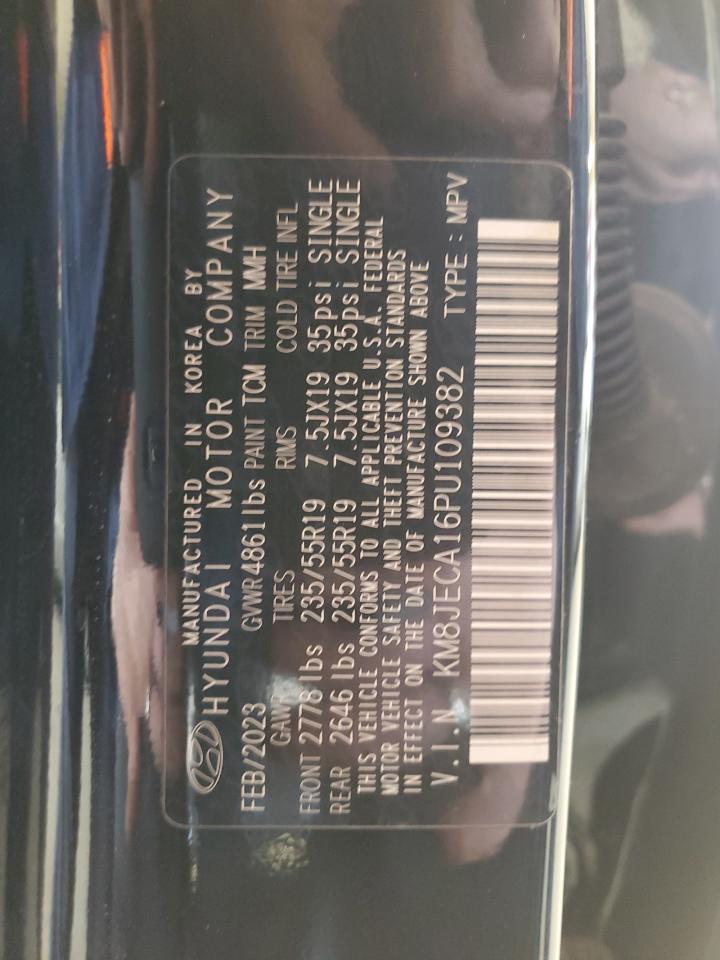 MANUFACTURED IN KOREA BY
HYUNDAI MOTOR COMPANY
FEB/2023 GVWR 4861lbs PAINT TCM TRIM MMH
GAWR TIRES RIMS COLD TIRE INFL
FRONT 2778 lbs 235/55R19 7.5JX19 35psi SINGLE
REAR 2646 lbs 235/55R19 7.5JX19 35psi SINGLE
THIS VEHICLE CONFORMS TO ALL APPLICABLE U.S.A. FEDERAL
MOTOR VEHICLE SAFETY AND THEFT PREVENTION STANDARDS
IN EFFECT ON THE DATE OF MANUFACTURE SHOWN ABOVE
V.I.N KM8JECA16PU109382 TYPE : MPV